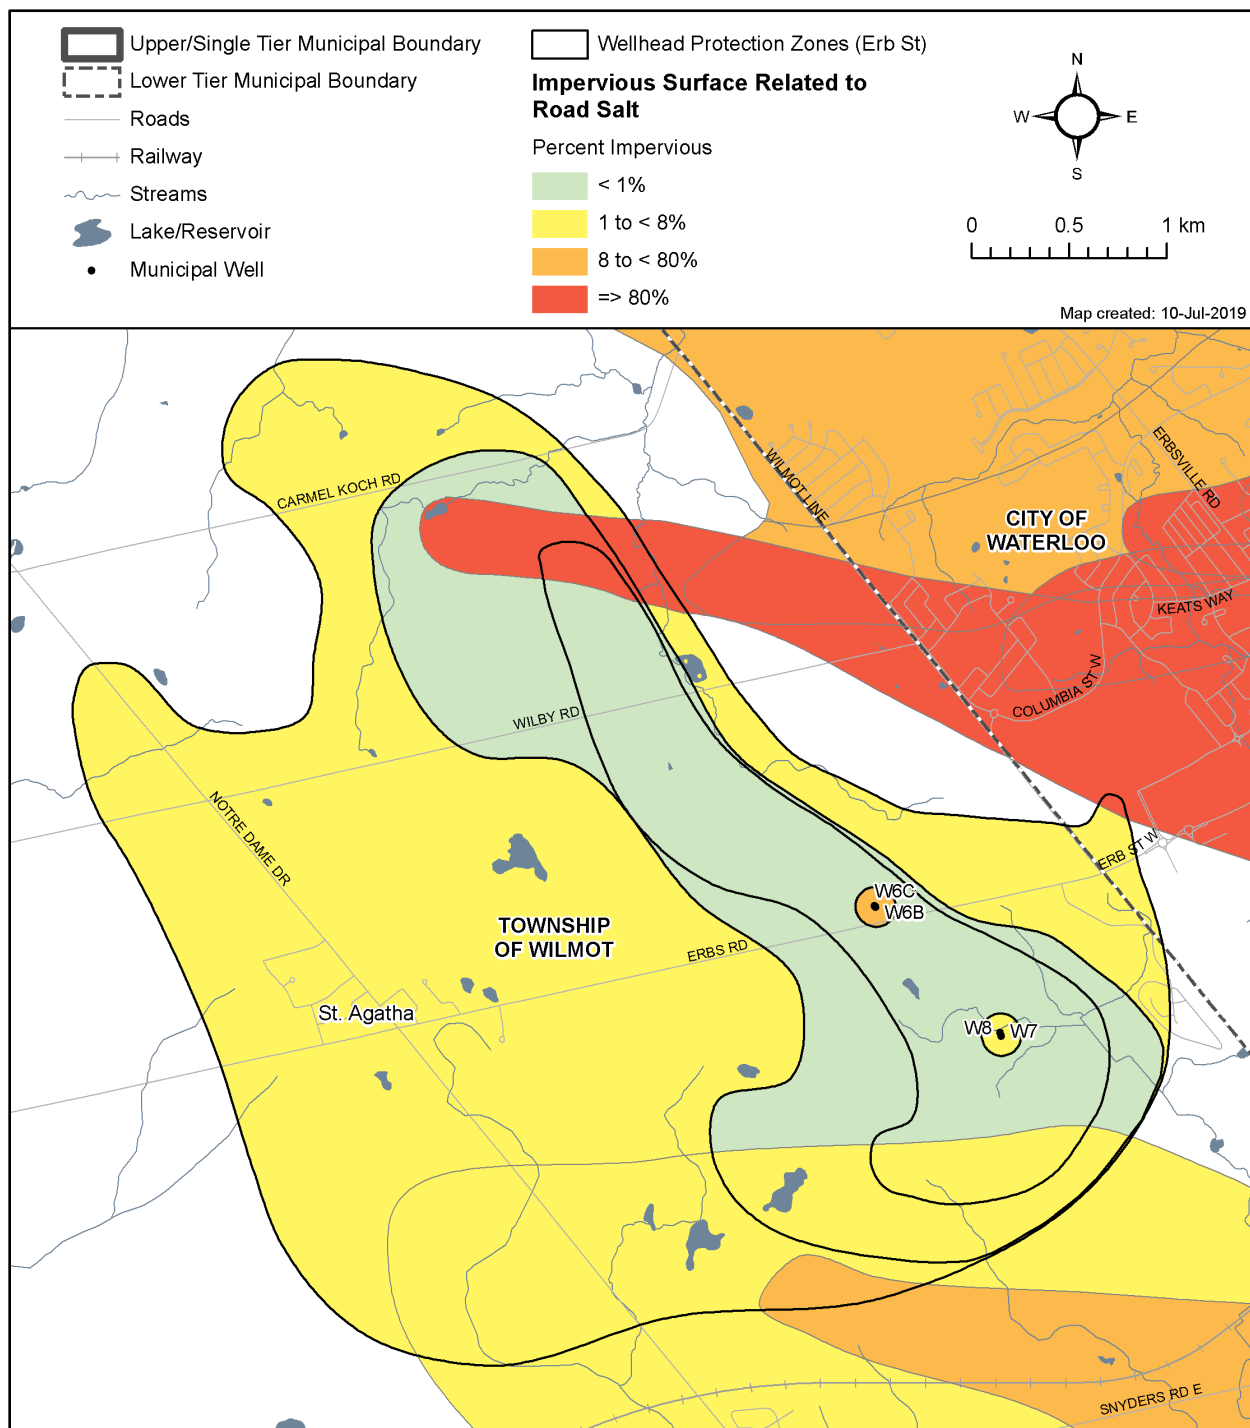 Upper/Single Tier Municipal Boundary
Lower Tier Municipal Boundary
Roads
Railway
Streams
Lake/Reservoir
Municipal Well
Wellhead Protection Zones (Erb St)
Impervious Surface Related to
Road Salt
Percent Impervious
< 1%
1 to < 8%
8 to < 80%
=> 80%
N
W E
S
0 0.5 1 km
Map created: 10-Jul-2019
CARMEL KOCH RD
WILMOT LINE
ERBSVILLE RD
CITY OF
WATERLOO
KEATS WAY
COLUMBIA ST W
WILBY RD
NOTRE DAME DR
ERB ST W
W6C
W6B
TOWNSHIP
OF WILMOT
ERBS RD
St. Agatha
W8 W7
SNYDERS RD E